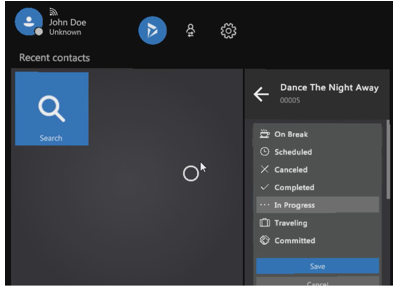 John Doe
Unknown
Recent contacts
Search
Dance The Night Away
00005
On Break
Scheduled
Canceled
Completed
In Progress
Traveling
Committed
Save
Cancel